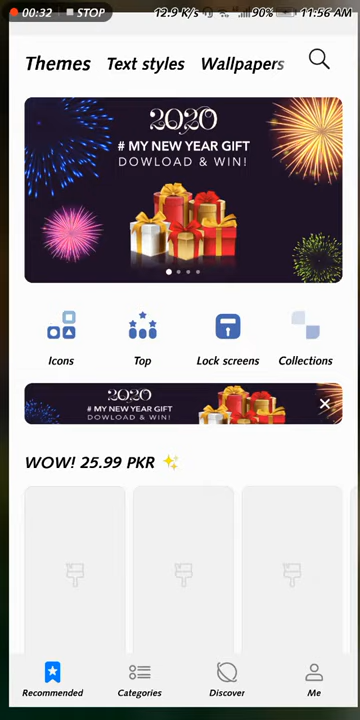 00:32 STOP 12.9 K/s 90% 11:56 AM
Themes Text styles Wallpapers
2020
# MY NEW YEAR GIFT
DOWLOAD & WIN!
Icons Top Lock screens Collections
2020
# MY NEW YEAR GIFT
DOWLOAD & WIN!
WOW! 25.99 PKR ✨
Recommended Categories Discover Me